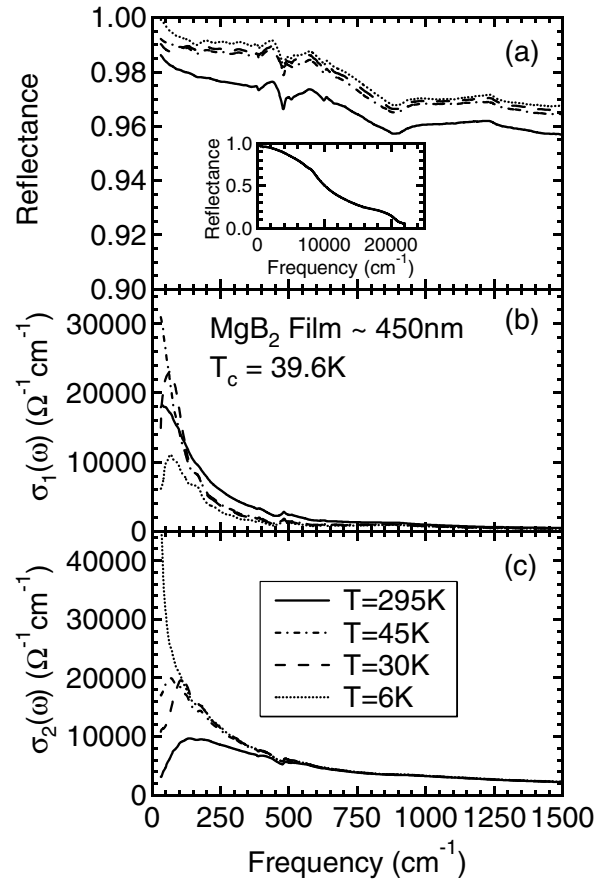 1.00
0.98
0.96
0.94
0.92
0.90
Reflectance
(a)
1.0
0.5
0.0
Reflectance
0 10000 20000
Frequency (cm⁻¹)
30000
20000
10000
0
σ₁(ω) (Ω⁻¹cm⁻¹)
(b)
MgB₂ Film ~ 450nm
T_c = 39.6K
40000
30000
20000
10000
0
σ₂(ω) (Ω⁻¹cm⁻¹)
(c)
T=295K
T=45K
T=30K
T=6K
0 250 500 750 1000 1500
Frequency (cm⁻¹)